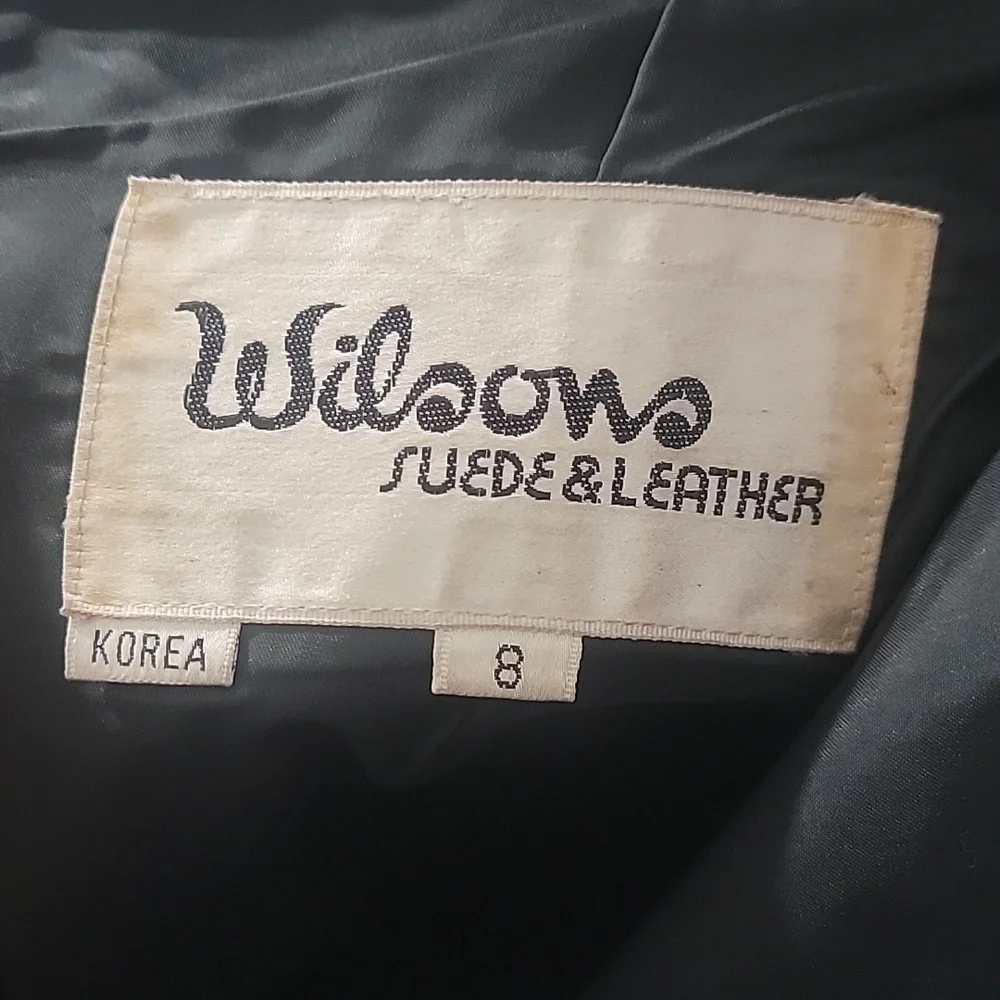 Wilsons
SUEDE & LEATHER
KOREA
8